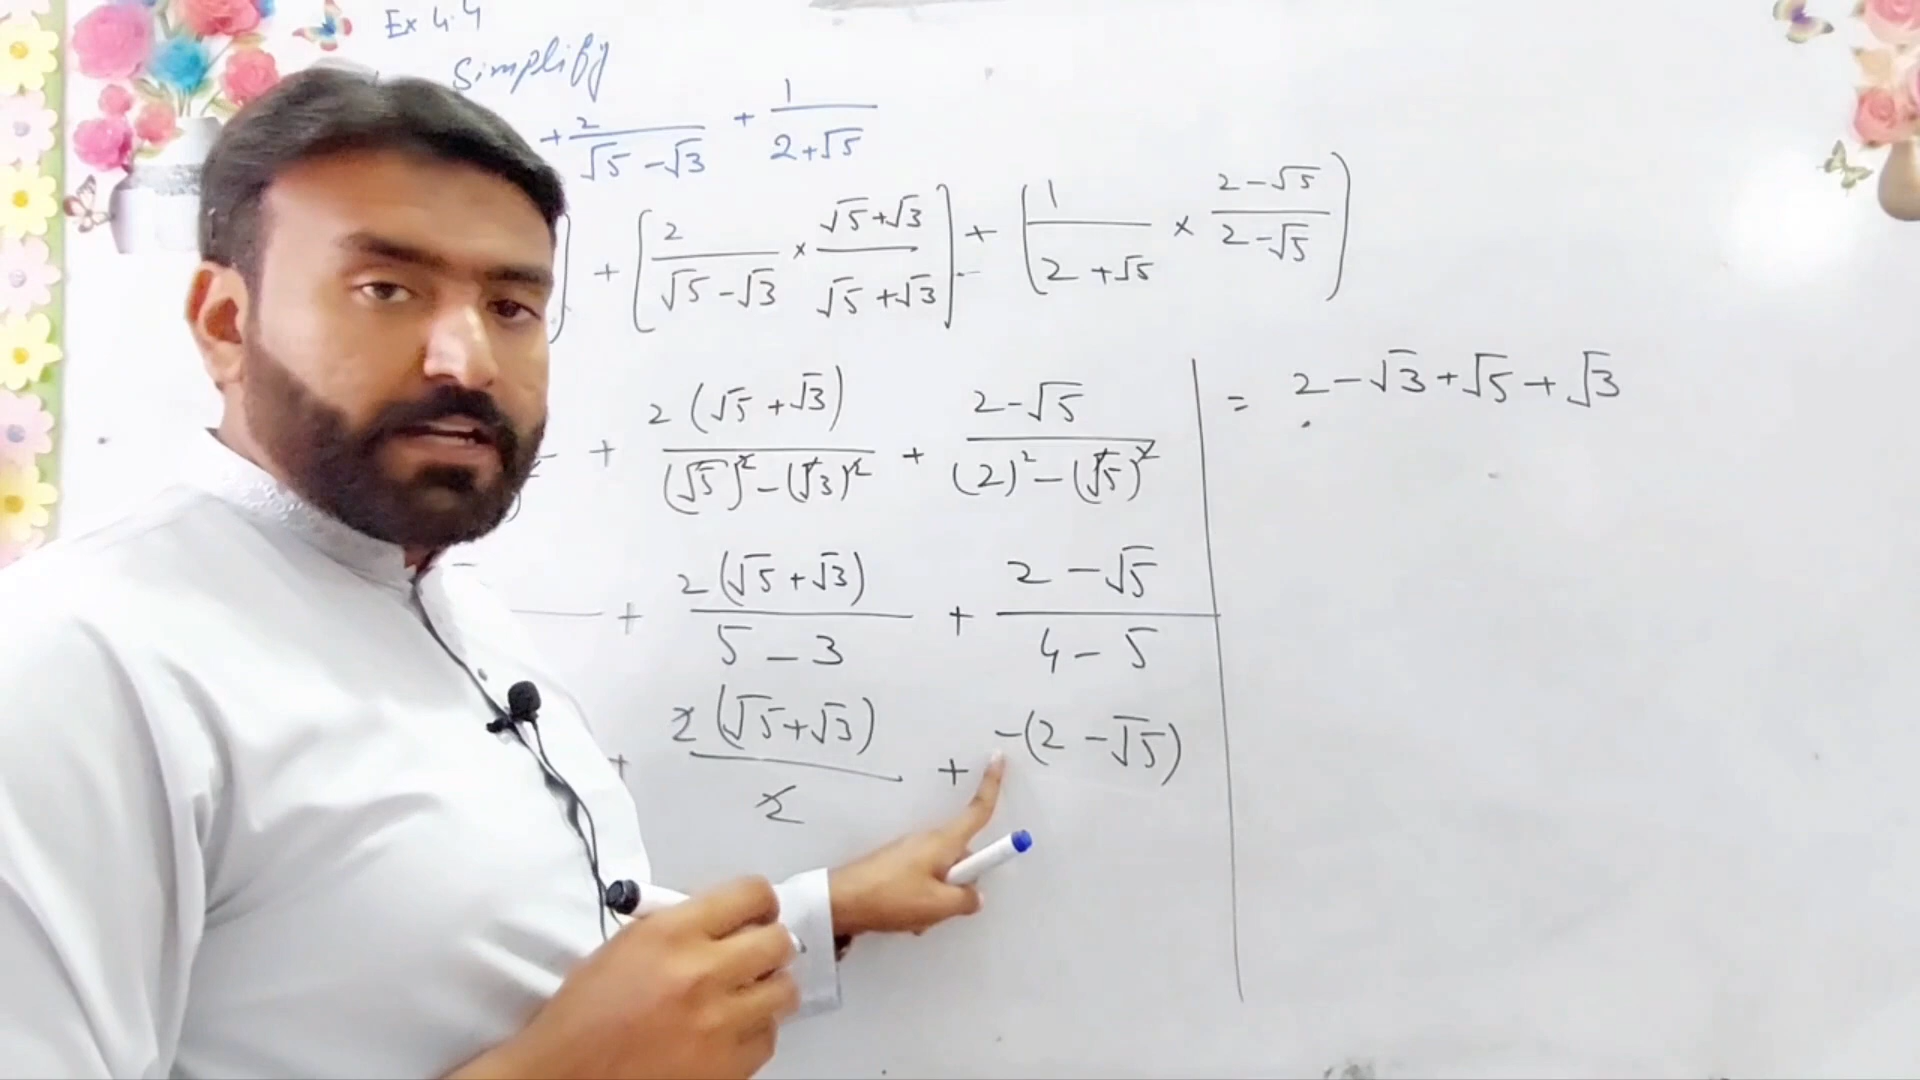 Ex 4.4
Simplify
+ 2/(√5 - √3) + 1/(2 + √5)
) + [2/(√5 - √3) × (√5 + √3)/(√5 + √3)] + (1/(2 + √5) × (2 - √5)/(2 - √5))
+ 2(√5 + √3)/((√5)² - (√3)²) + (2 - √5)/((2)² - (√5)²)
+ 2(√5 + √3)/(5 - 3) + (2 - √5)/(4 - 5)
+ 2(√5 + √3)/2 + -(2 - √5)
= 2 - √3 + √5 + √3